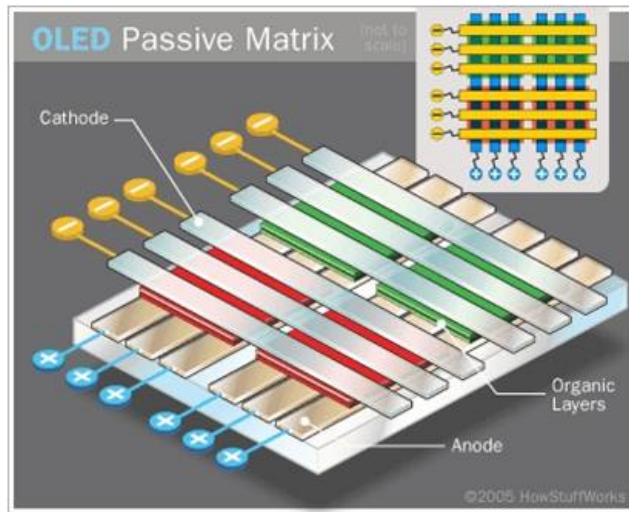 OLED Passive Matrix
(not to
scale)
Cathode
Organic
Layers
Anode
©2005 HowStuffWorks